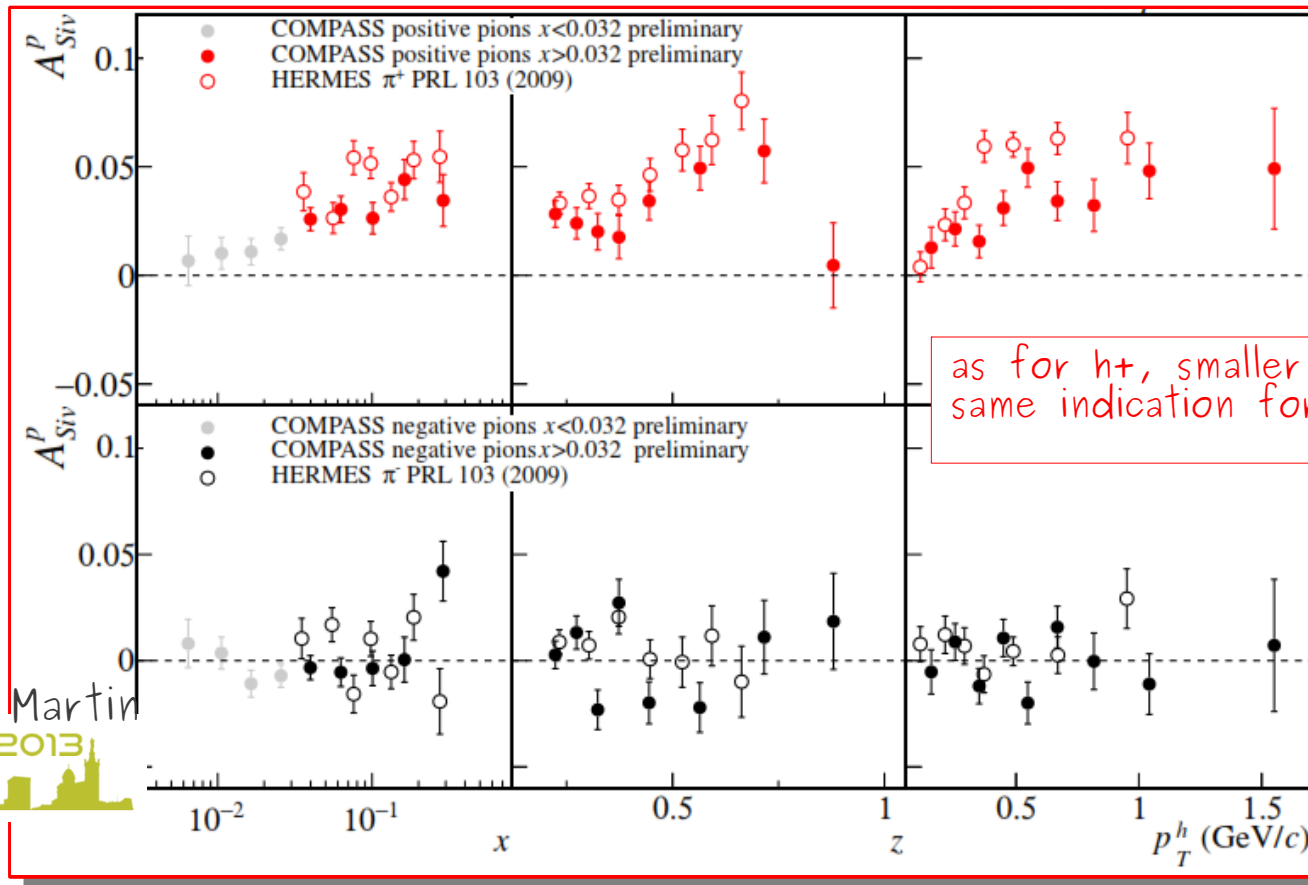 A^p_Siv
COMPASS positive pions x<0.032 preliminary
COMPASS positive pions x>0.032 preliminary
HERMES π⁺ PRL 103 (2009)
0.1
0.05
0
−0.05
as for h+, smaller
same indication for
A^p_Siv
COMPASS negative pions x<0.032 preliminary
COMPASS negative pionsx>0.032 preliminary
HERMES π⁻ PRL 103 (2009)
0.1
0.05
0
Martin
2013
10⁻² 10⁻¹ 0.5 1 0.5 1 1.5
x z p_T^h (GeV/c)